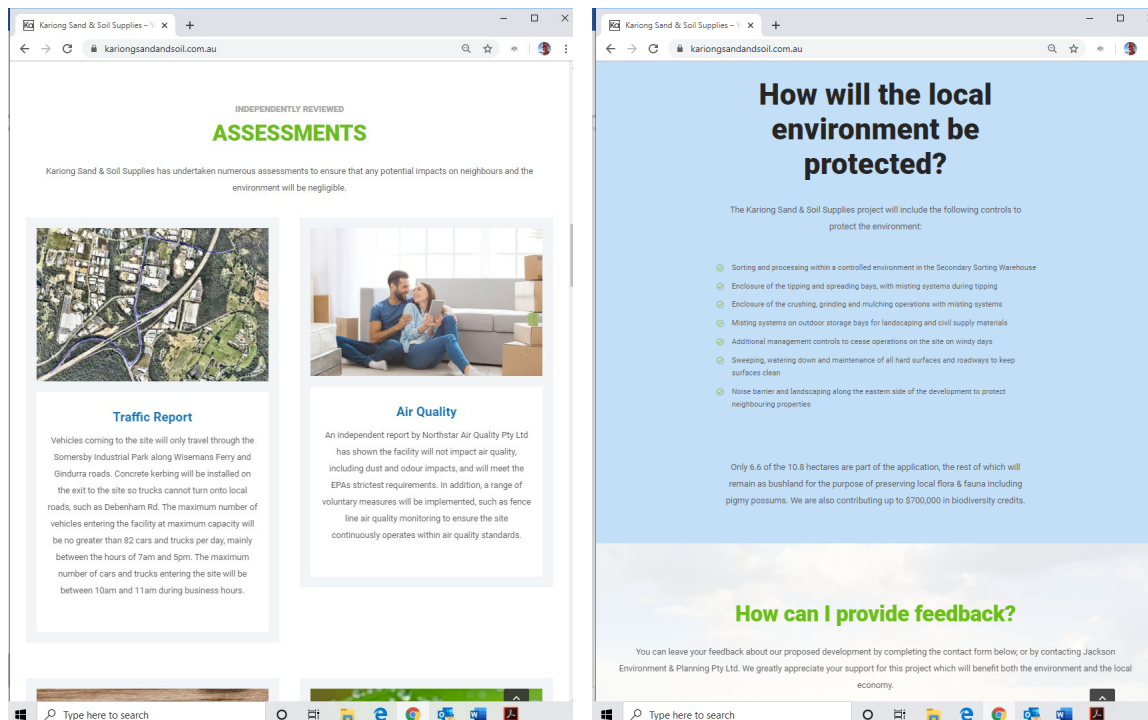 Kariong Sand & Soil Supplies – Y
kariongsandandsoil.com.au
INDEPENDENTLY REVIEWED
ASSESSMENTS
Kariong Sand & Soil Supplies has undertaken numerous assessments to ensure that any potential impacts on neighbours and the
environment will be negligible.
Traffic Report
Vehicles coming to the site will only travel through the
Somersby Industrial Park along Wisemans Ferry and
Gindurra roads. Concrete kerbing will be installed on
the exit to the site so trucks cannot turn onto local
roads, such as Debenham Rd. The maximum number of
vehicles entering the facility at maximum capacity will
be no greater than 82 cars and trucks per day, mainly
between the hours of 7am and 5pm. The maximum
number of cars and trucks entering the site will be
between 10am and 11am during business hours.
Air Quality
An independent report by Northstar Air Quality Pty Ltd
has shown the facility will not impact air quality,
including dust and odour impacts, and will meet the
EPAs strictest requirements. In addition, a range of
voluntary measures will be implemented, such as fence
line air quality monitoring to ensure the site
continuously operates within air quality standards.
Type here to search
Kariong Sand & Soil Supplies – Y
kariongsandandsoil.com.au
How will the local
environment be
protected?
The Kariong Sand & Soil Supplies project will include the following controls to
protect the environment:
Sorting and processing within a controlled environment in the Secondary Sorting Warehouse
Enclosure of the tipping and spreading bays, with misting systems during tipping
Enclosure of the crushing, grinding and mulching operations with misting systems
Misting systems on outdoor storage bays for landscaping and civil supply materials
Additional management controls to cease operations on the site on windy days
Sweeping, watering down and maintenance of all hard surfaces and roadways to keep
surfaces clean
Noise barrier and landscaping along the eastern side of the development to protect
neighbouring properties
Only 6.6 of the 10.8 hectares are part of the application, the rest of which will
remain as bushland for the purpose of preserving local flora & fauna including
pigmy possums. We are also contributing up to $700,000 in biodiversity credits.
How can I provide feedback?
You can leave your feedback about our proposed development by completing the contact form below, or by contacting Jackson
Environment & Planning Pty Ltd. We greatly appreciate your support for this project which will benefit both the environment and the local
economy.
Type here to search